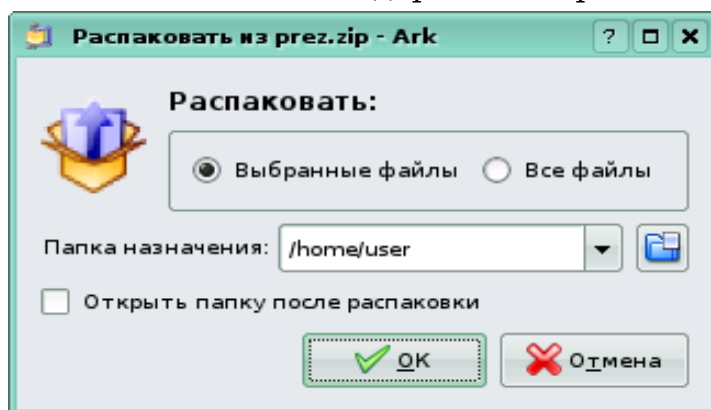 Распаковать из prez.zip - Ark
Распаковать:
Выбранные файлы Все файлы
Папка назначения: /home/user
Открыть папку после распаковки
ОК Отмена